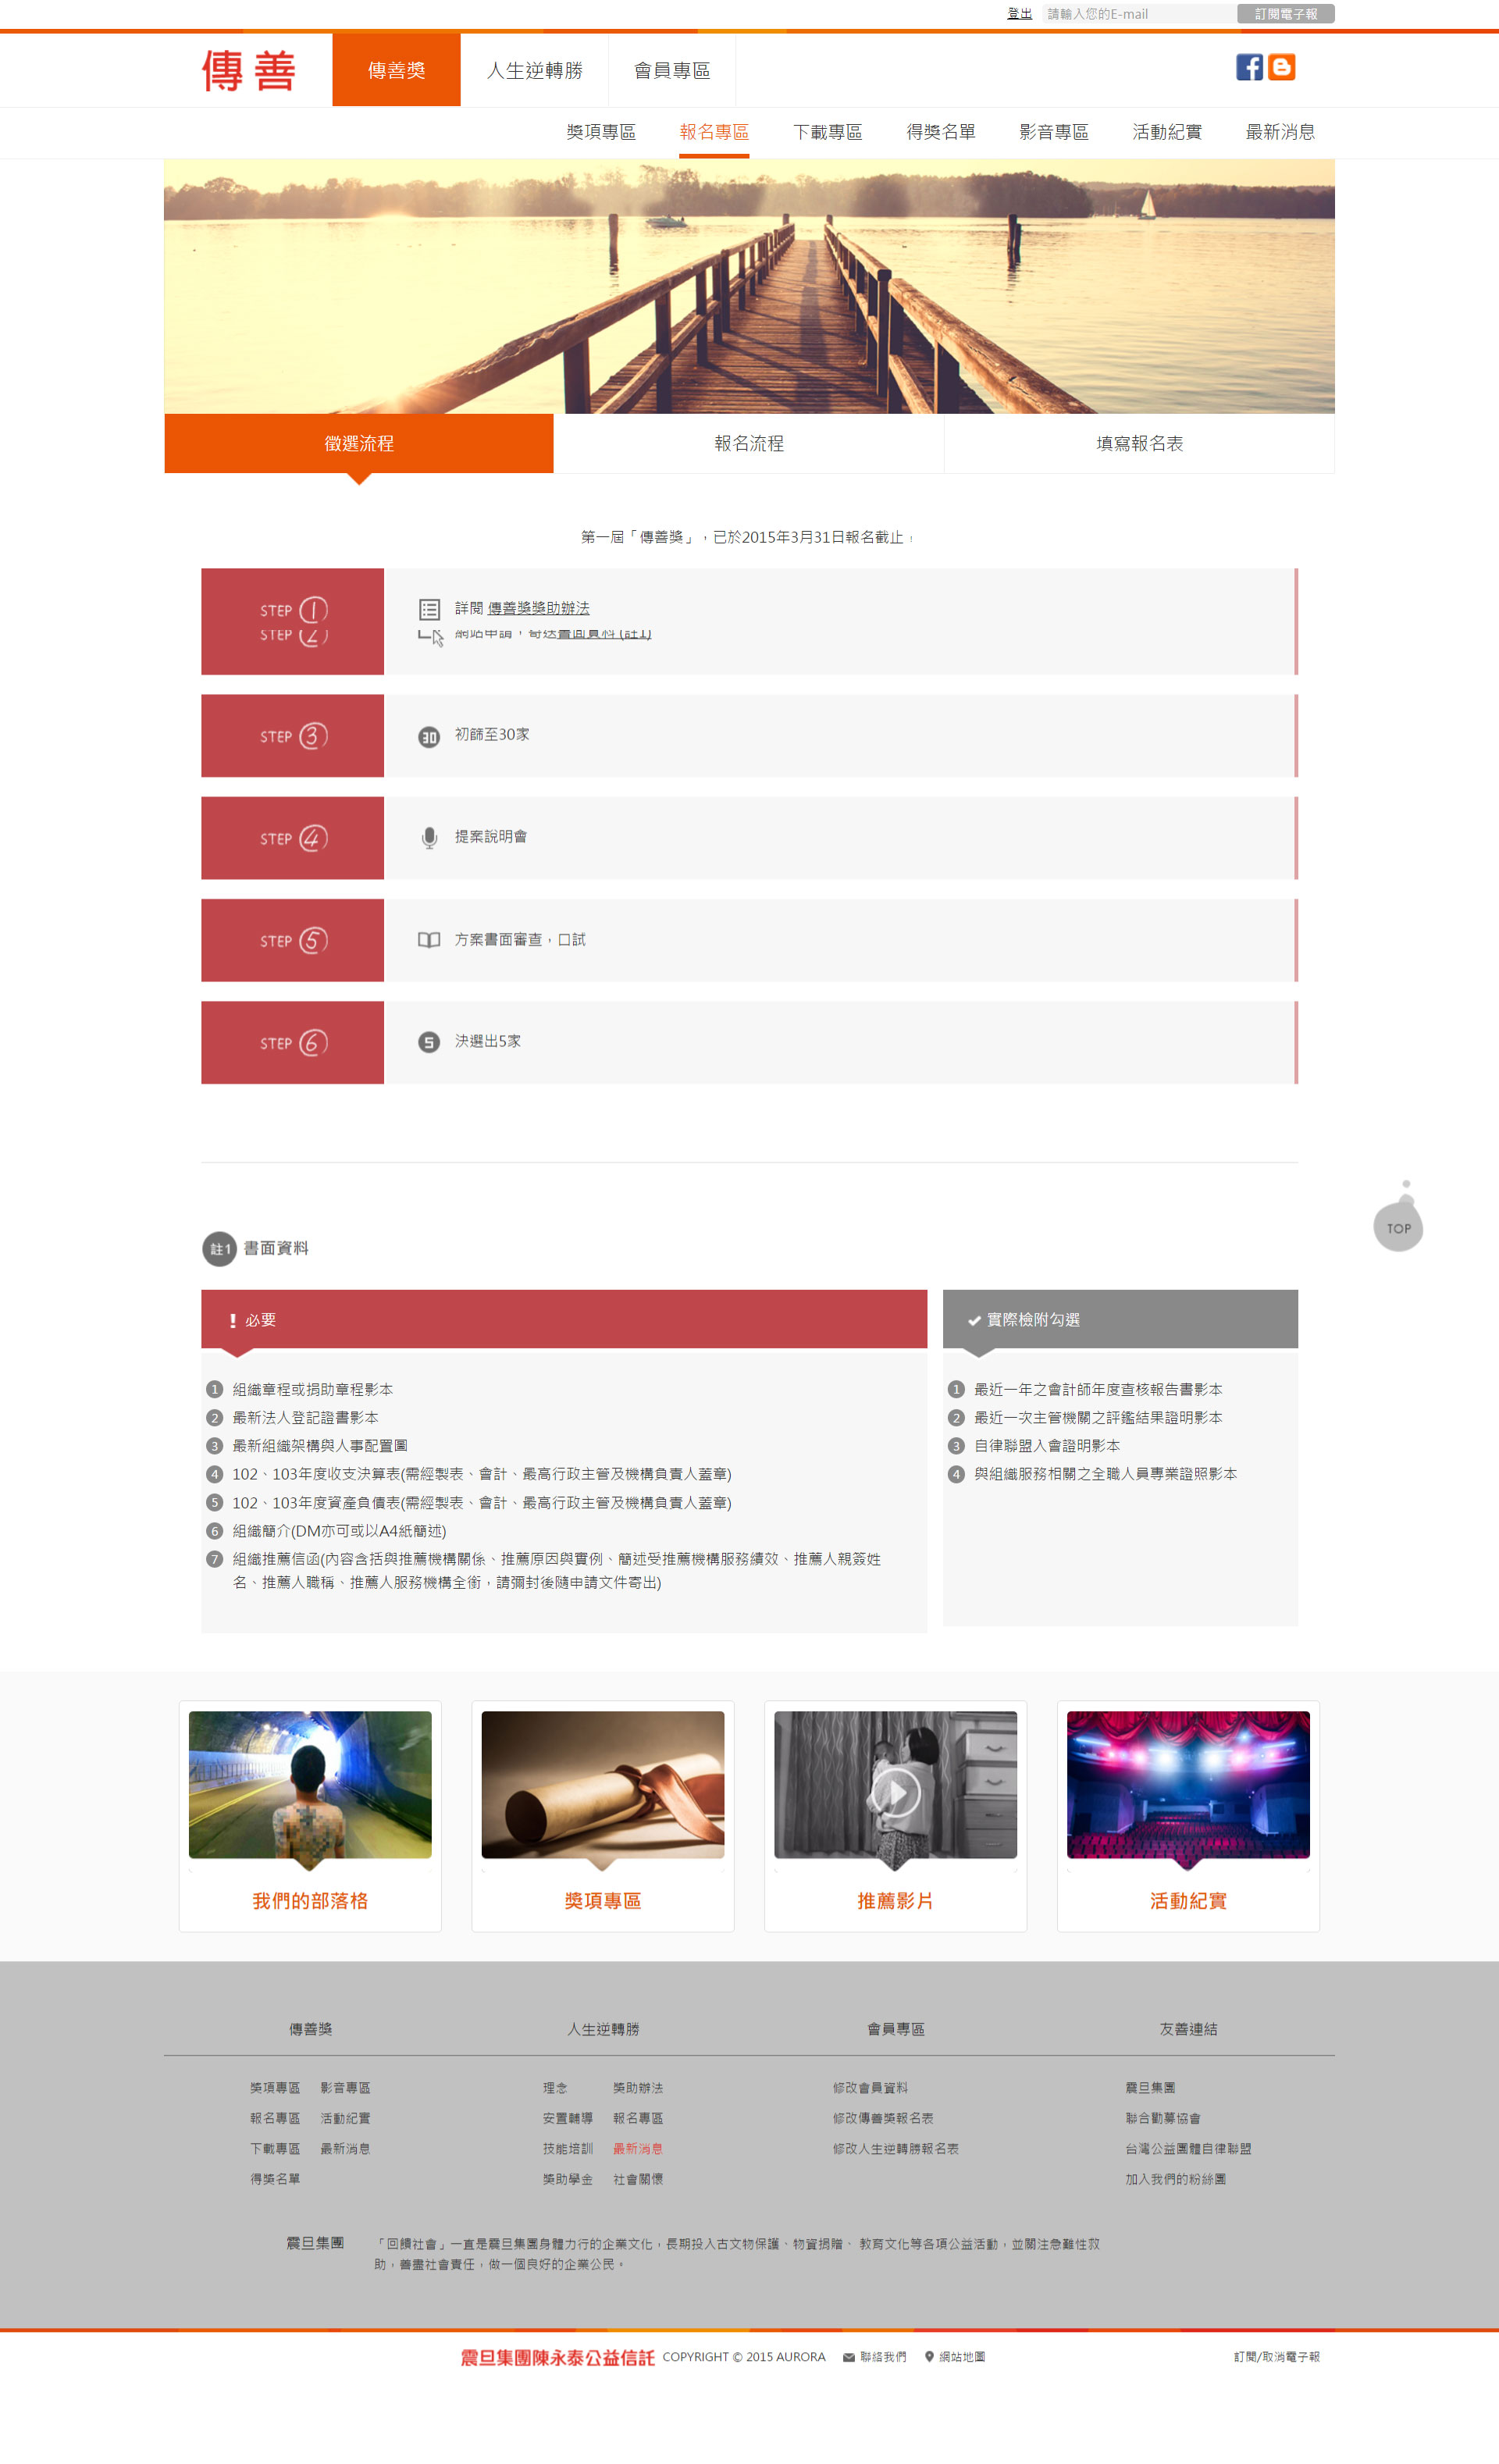 登出 請輸入您的E-mail 訂閱電子報
傳善 傳善獎 人生逆轉勝 會員專區
獎項專區 報名專區 下載專區 得獎名單 影音專區 活動紀實 最新消息
徵選流程 報名流程 填寫報名表
第一屆「傳善獎」，已於2015年3月31日報名截止﹗
STEP 1 詳閱 傳善獎獎助辦法
STEP 2 網站申請，寄送書面資料 (註1)
STEP 3 30 初篩至30家
STEP 4 提案說明會
STEP 5 方案書面審查，口試
STEP 6 5 決選出5家
TOP
註1 書面資料
! 必要
1 組織章程或捐助章程影本
2 最新法人登記證書影本
3 最新組織架構與人事配置圖
4 102、103年度收支決算表(需經製表、會計、最高行政主管及機構負責人蓋章)
5 102、103年度資產負債表(需經製表、會計、最高行政主管及機構負責人蓋章)
6 組織簡介(DM亦可或以A4紙簡述)
7 組織推薦信函(內容含括與推薦機構關係、推薦原因與實例、簡述受推薦機構服務績效、推薦人親簽姓
名、推薦人職稱、推薦人服務機構全銜，請彌封後隨申請文件寄出)
實際檢附勾選
1 最近一年之會計師年度查核報告書影本
2 最近一次主管機關之評鑑結果證明影本
3 自律聯盟入會證明影本
4 與組織服務相關之全職人員專業證照影本
我們的部落格 獎項專區 推薦影片 活動紀實
傳善獎 人生逆轉勝 會員專區 友善連結
獎項專區 影音專區 理念 獎助辦法 修改會員資料 震旦集團
報名專區 活動紀實 安置輔導 報名專區 修改傳善獎報名表 聯合勸募協會
下載專區 最新消息 技能培訓 最新消息 修改人生逆轉勝報名表 台灣公益團體自律聯盟
得獎名單 獎助學金 社會關懷 加入我們的粉絲團
震旦集團 「回饋社會」一直是震旦集團身體力行的企業文化，長期投入古文物保護、物資捐贈、 教育文化等各項公益活動，並關注急難性救
助，善盡社會責任，做一個良好的企業公民。
震旦集團陳永泰公益信託 COPYRIGHT © 2015 AURORA 聯絡我們 網站地圖 訂閱/取消電子報